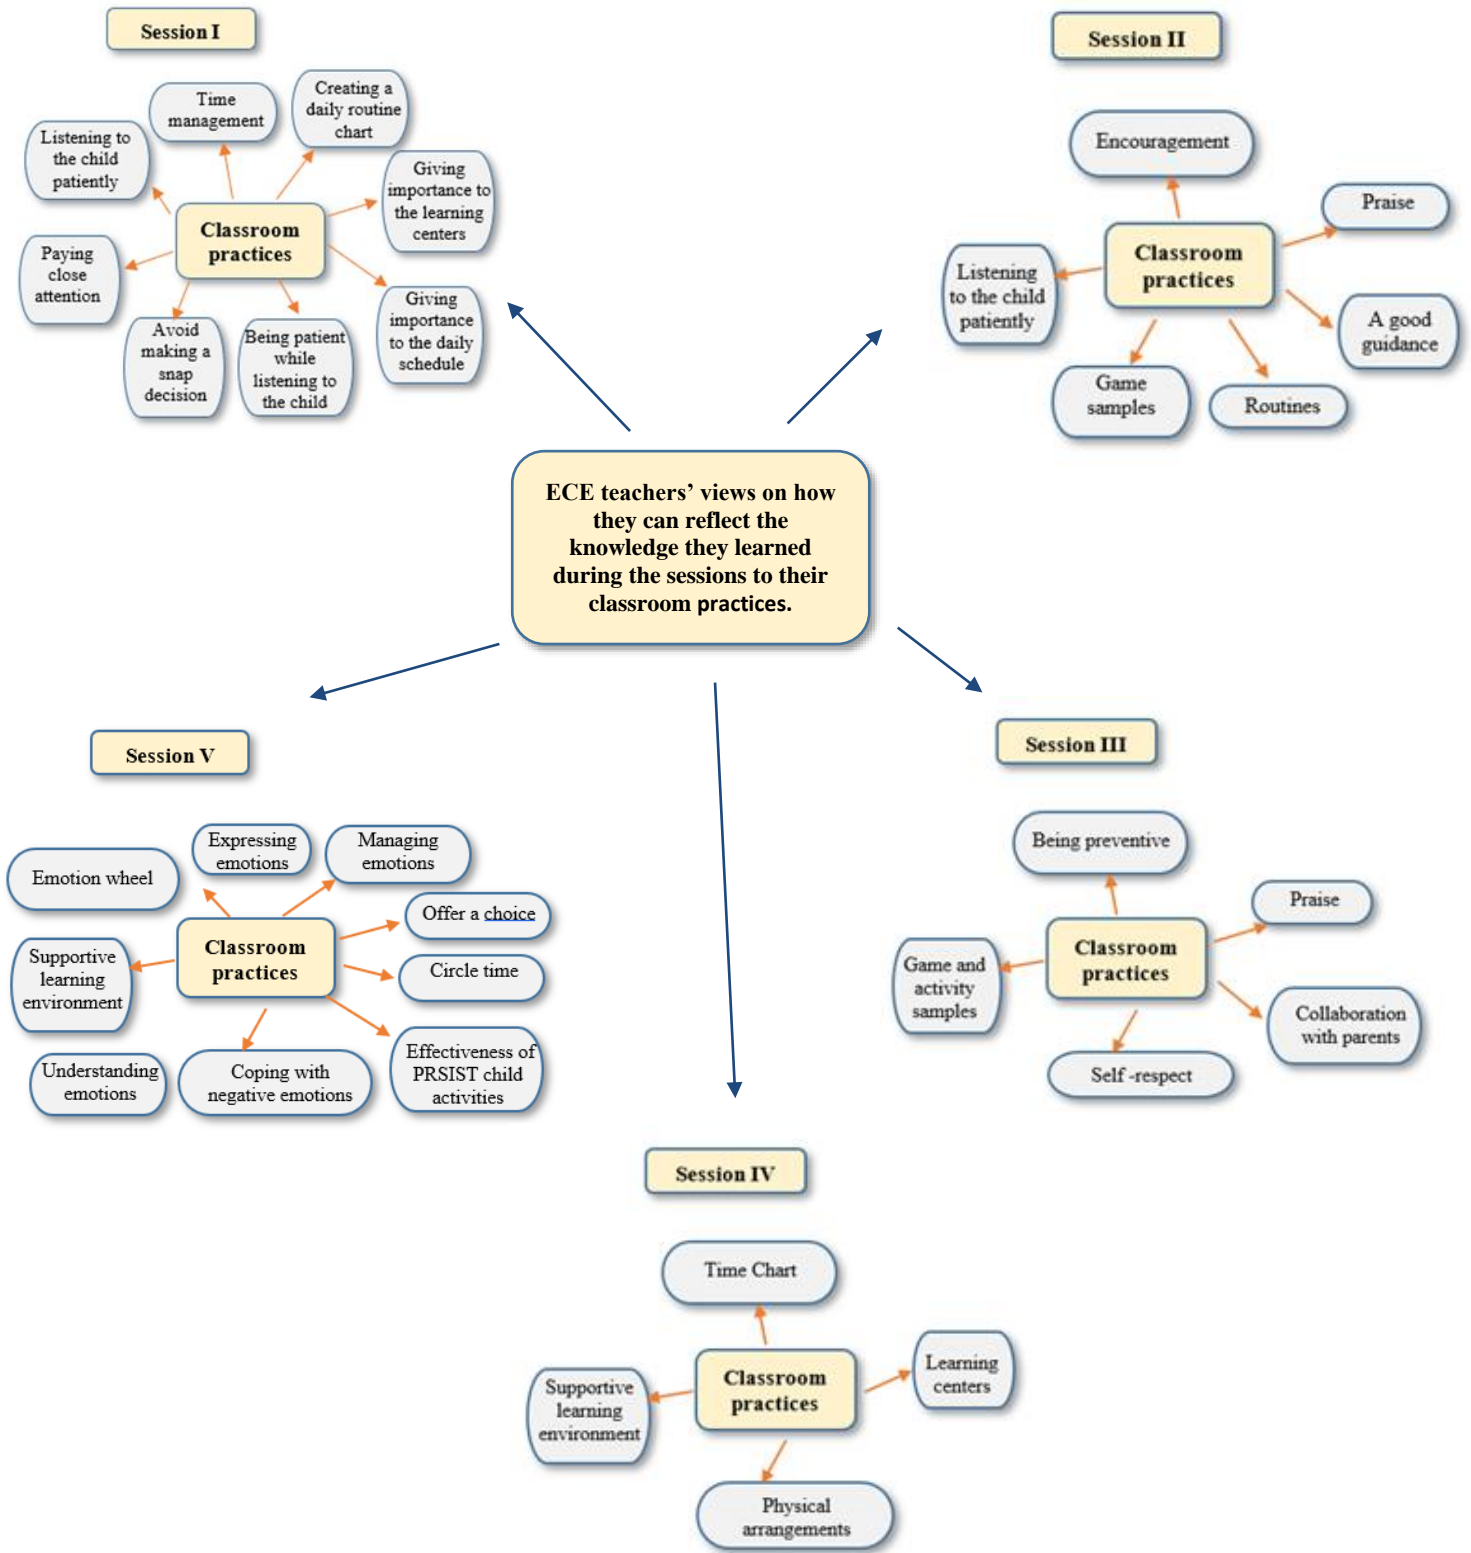 Session I
Time
management
Creating a
daily routine
chart
Listening to
the child
patiently
Giving
importance to
the learning
centers
Classroom
practices
Paying
close
attention
Giving
importance
to the daily
schedule
Avoid
making a
snap
decision
Being patient
while
listening to
the child
Session II
Encouragement
Praise
Classroom
practices
Listening
to the child
patiently
A good
guidance
Game
samples
Routines
ECE teachers’ views on how
they can reflect the
knowledge they learned
during the sessions to their
classroom practices.
Session V
Expressing
emotions
Managing
emotions
Emotion wheel
Offer a choice
Classroom
practices
Supportive
learning
environment
Circle time
Understanding
emotions
Coping with
negative emotions
Effectiveness of
PRSIST child
activities
Session III
Being preventive
Praise
Classroom
practices
Game and
activity
samples
Collaboration
with parents
Self -respect
Session IV
Time Chart
Learning
centers
Classroom
practices
Supportive
learning
environment
Physical
arrangements